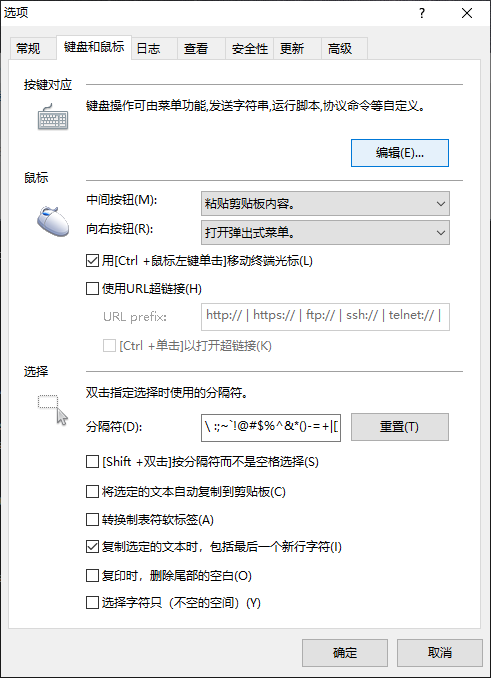 选项
常规 键盘和鼠标 日志 查看 安全性 更新 高级
按键对应
键盘操作可由菜单功能,发送字符串,运行脚本,协议命令等自定义。
编辑(E)...
鼠标
中间按钮(M): 粘贴剪贴板内容。
向右按钮(R): 打开弹出式菜单。
用[Ctrl +鼠标左键单击]移动终端光标(L)
使用URL超链接(H)
URL prefix: http:// | https:// | ftp:// | ssh:// | telnet:// |
[Ctrl +单击]以打开超链接(K)
选择
双击指定选择时使用的分隔符。
分隔符(D): \ :;~`!@#$%^&*()-=+|[ 重置(T)
[Shift +双击]按分隔符而不是空格选择(S)
将选定的文本自动复制到剪贴板(C)
转换制表符软标签(A)
复制选定的文本时，包括最后一个新行字符(I)
复印时，删除尾部的空白(O)
选择字符只（不空的空间）(Y)
确定 取消